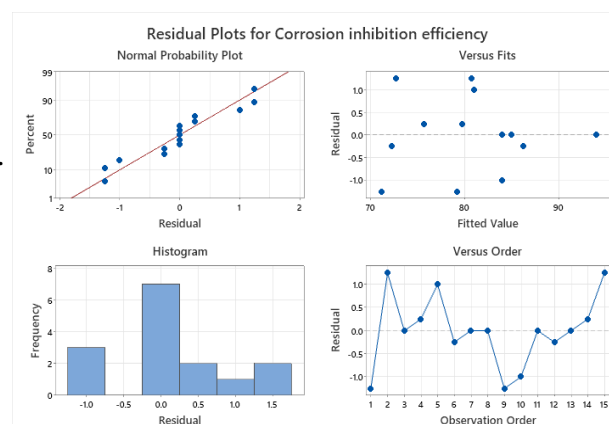 Residual Plots for Corrosion inhibition efficiency
Normal Probability Plot
99
90
50
10
1
Percent
-2 -1 0 1 2
Residual
Versus Fits
1.0
0.5
0.0
-0.5
-1.0
Residual
70 80 90
Fitted Value
Histogram
8
6
4
2
0
Frequency
-1.0 -0.5 0.0 0.5 1.0 1.5
Residual
Versus Order
1.0
0.5
0.0
-0.5
-1.0
Residual
1 2 3 4 5 6 7 8 9 10 11 12 13 14 15
Observation Order